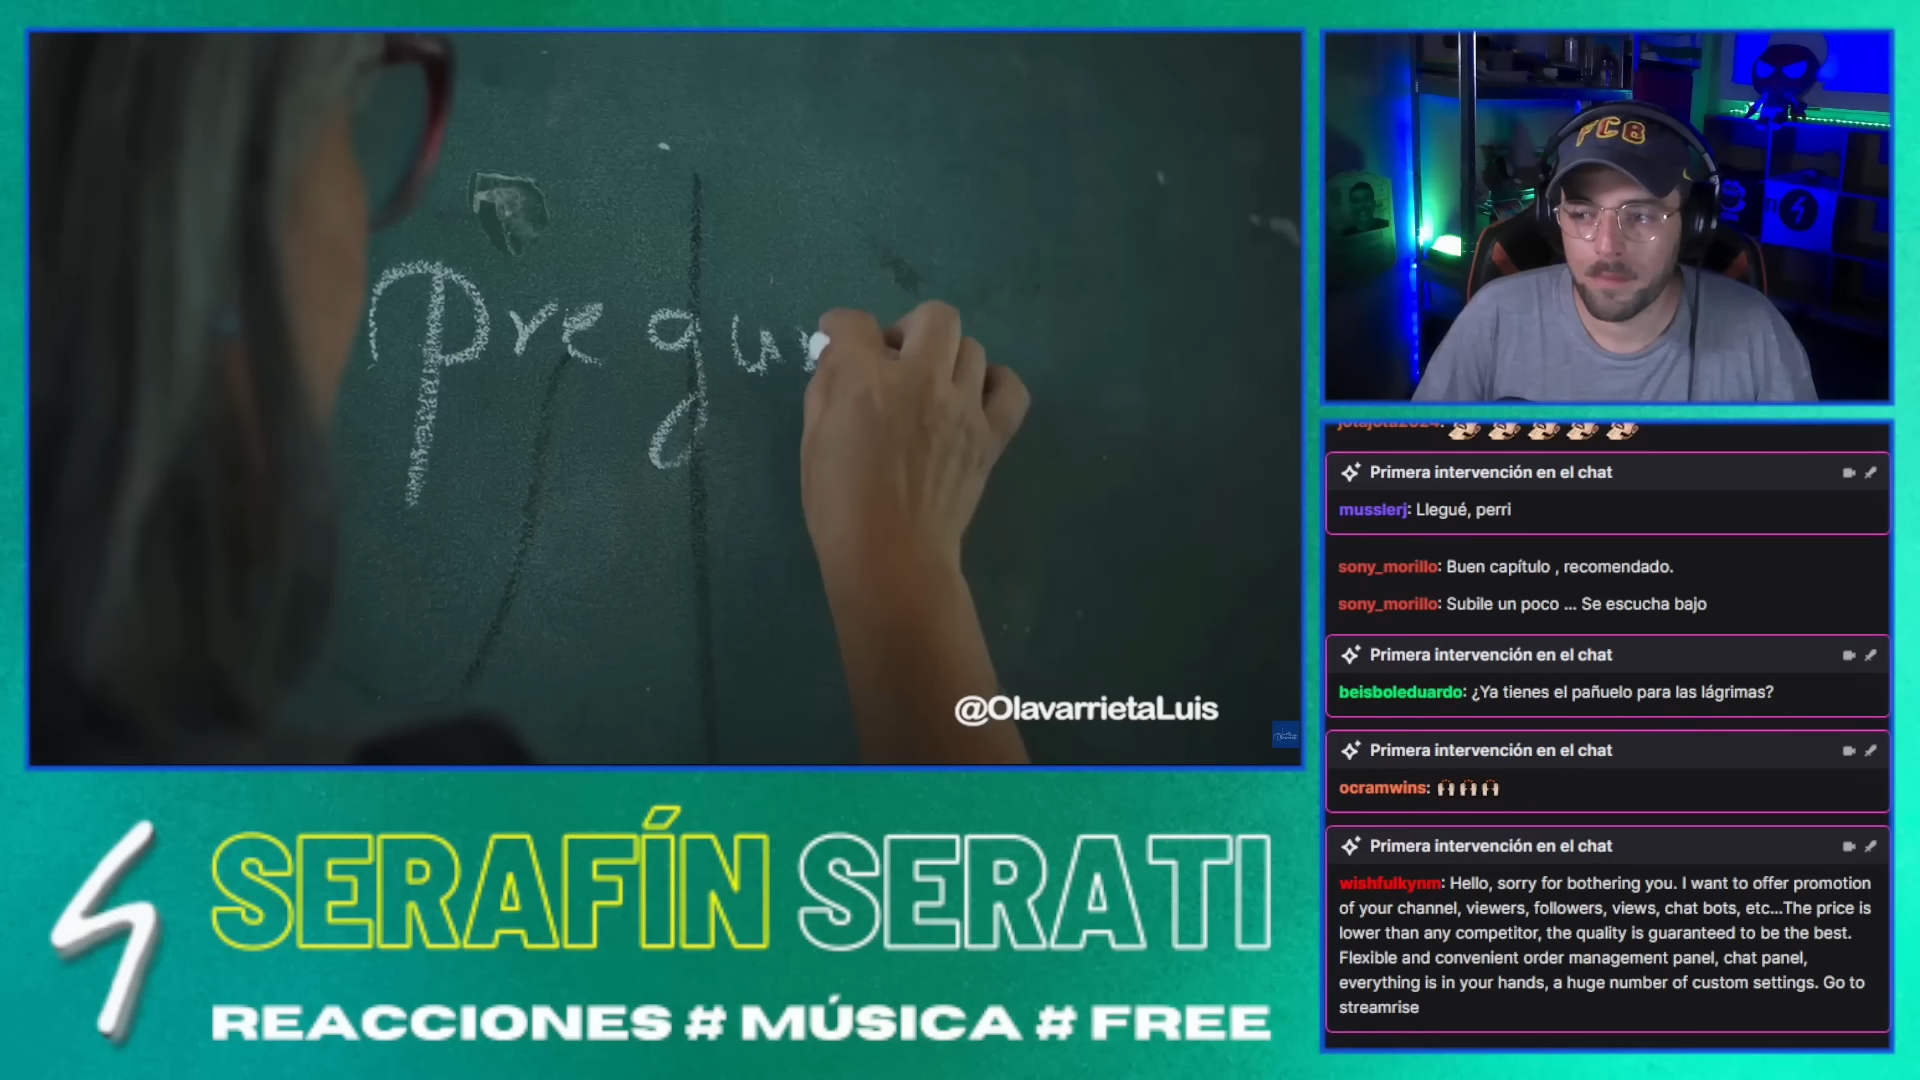 Pregun
@OlavarrietaLuis
FCB
jotajota2024:
Primera intervención en el chat
musslerj: Llegué, perri
sony_morillo: Buen capítulo , recomendado.
sony_morillo: Subile un poco ... Se escucha bajo
Primera intervención en el chat
beisboleduardo: ¿Ya tienes el pañuelo para las lágrimas?
Primera intervención en el chat
ocramwins: 🙌🏻🙌🏻🙌🏻
Primera intervención en el chat
wishfulkynm: Hello, sorry for bothering you. I want to offer promotion
of your channel, viewers, followers, views, chat bots, etc...The price is
lower than any competitor, the quality is guaranteed to be the best.
Flexible and convenient order management panel, chat panel,
everything is in your hands, a huge number of custom settings. Go to
streamrise
SERAFÍN SERATI
REACCIONES # MÚSICA # FREE